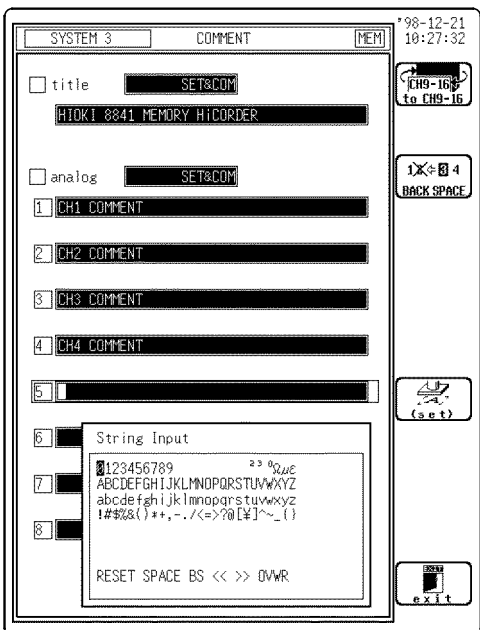 '98-12-21
SYSTEM 3 COMMENT MEM 10:27:32
title SET&COM
HIOKI 8841 MEMORY HiCORDER
CH9-16
to CH9-16
analog SET&COM
1 CH1 COMMENT
BACK SPACE
2 CH2 COMMENT
3 CH3 COMMENT
4 CH4 COMMENT
5
(set)
6
String Input
0123456789 ²³⁰Ωµε
7
ABCDEFGHIJKLMNOPQRSTUVWXYZ
abcdefghijklmnopqrstuvwxyz
!#$%&()*+,-./<=>?@[¥]^~_{}
8
RESET SPACE BS << >> OVWR
EXIT
exit